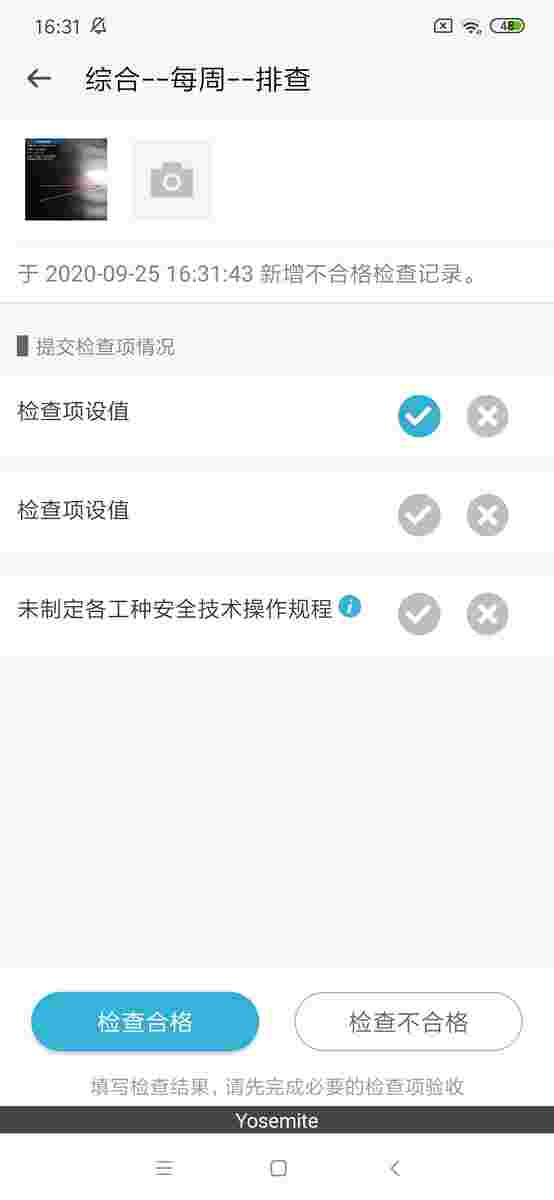 16:31
48
综合--每周--排查
于 2020-09-25 16:31:43 新增不合格检查记录。
提交检查项情况
检查项设值
检查项设值
未制定各工种安全技术操作规程 i
检查合格
检查不合格
填写检查结果, 请先完成必要的检查项验收
Yosemite